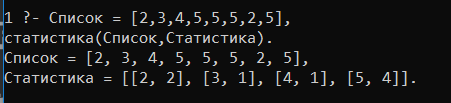 1 ?- Список = [2,3,4,5,5,5,2,5],
статистика(Список,Статистика).
Список = [2, 3, 4, 5, 5, 5, 2, 5],
Статистика = [[2, 2], [3, 1], [4, 1], [5, 4]].